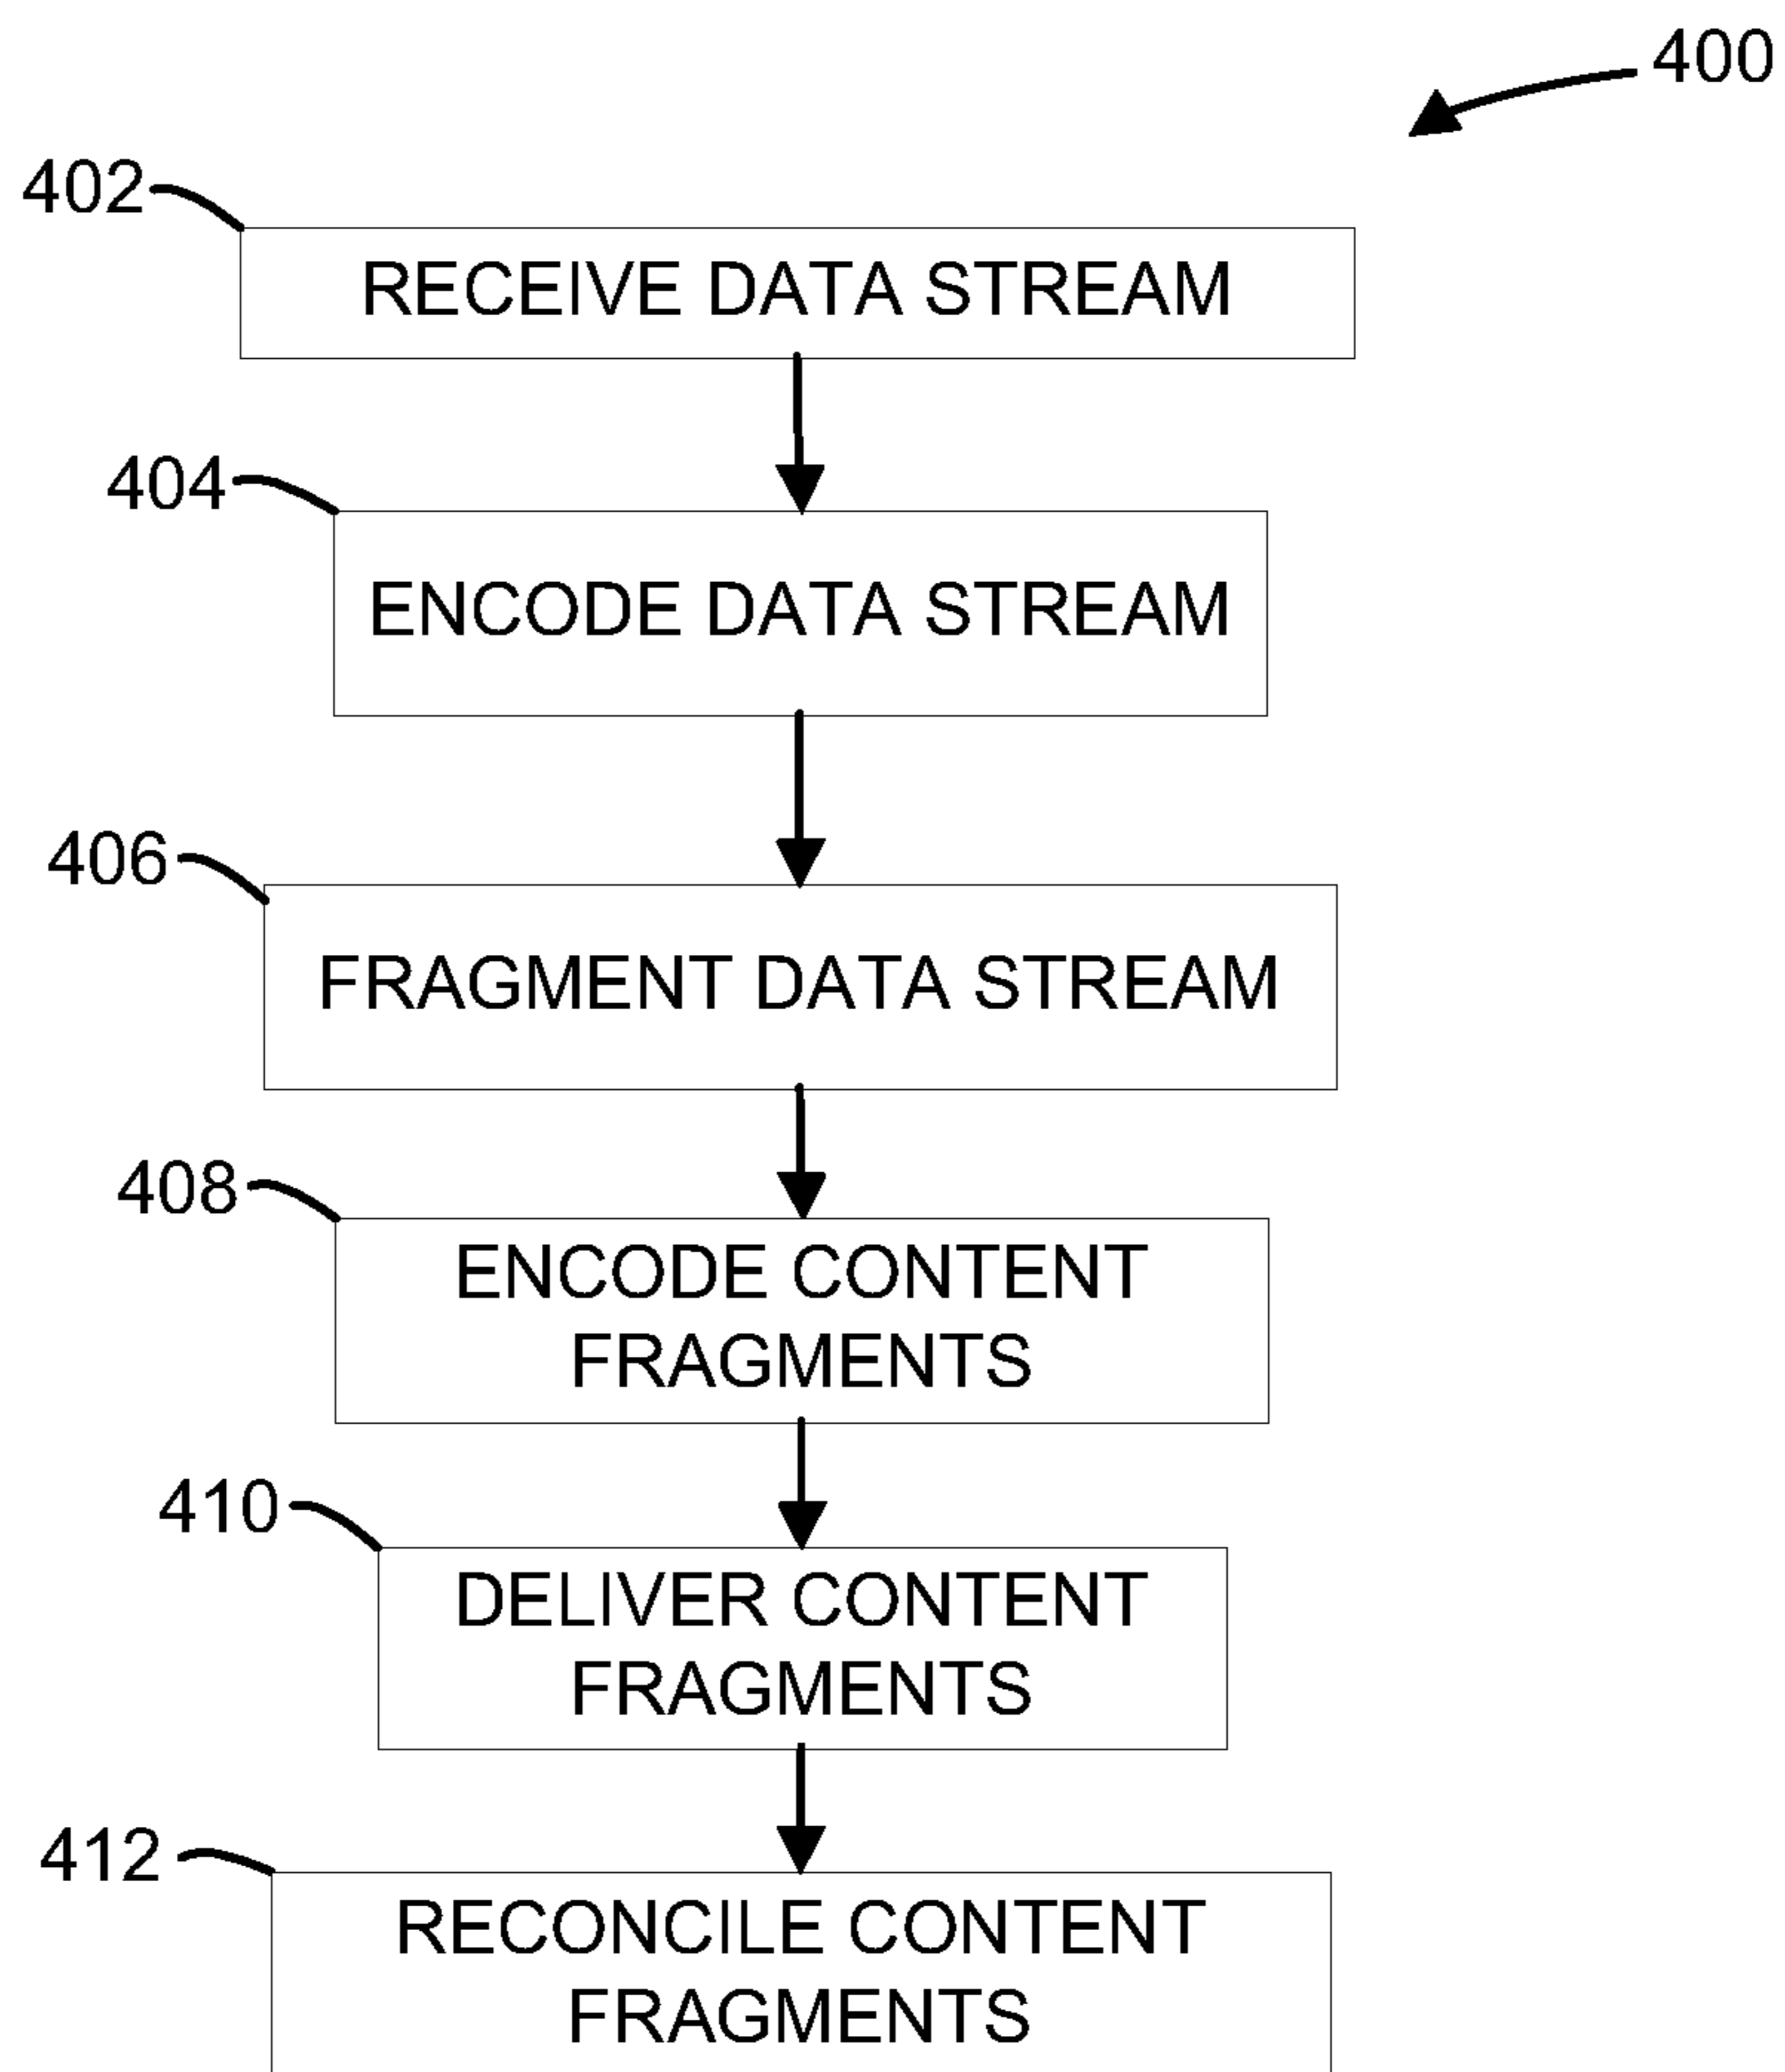 400
402
RECEIVE DATA STREAM
404
ENCODE DATA STREAM
406
FRAGMENT DATA STREAM
408
ENCODE CONTENT
FRAGMENTS
410
DELIVER CONTENT
FRAGMENTS
412
RECONCILE CONTENT
FRAGMENTS